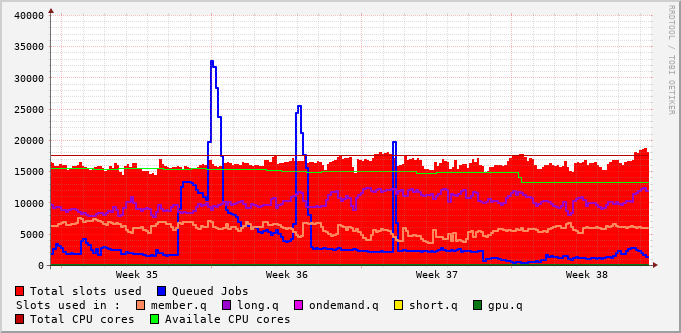 40000
35000
30000
25000
20000
15000
10000
5000
0
Week 35 Week 36 Week 37 Week 38
Total slots used Queued Jobs
Slots used in : member.q long.q ondemand.q short.q gpu.q
Total CPU cores Availale CPU cores
RRDTOOL / TOBI OETIKER